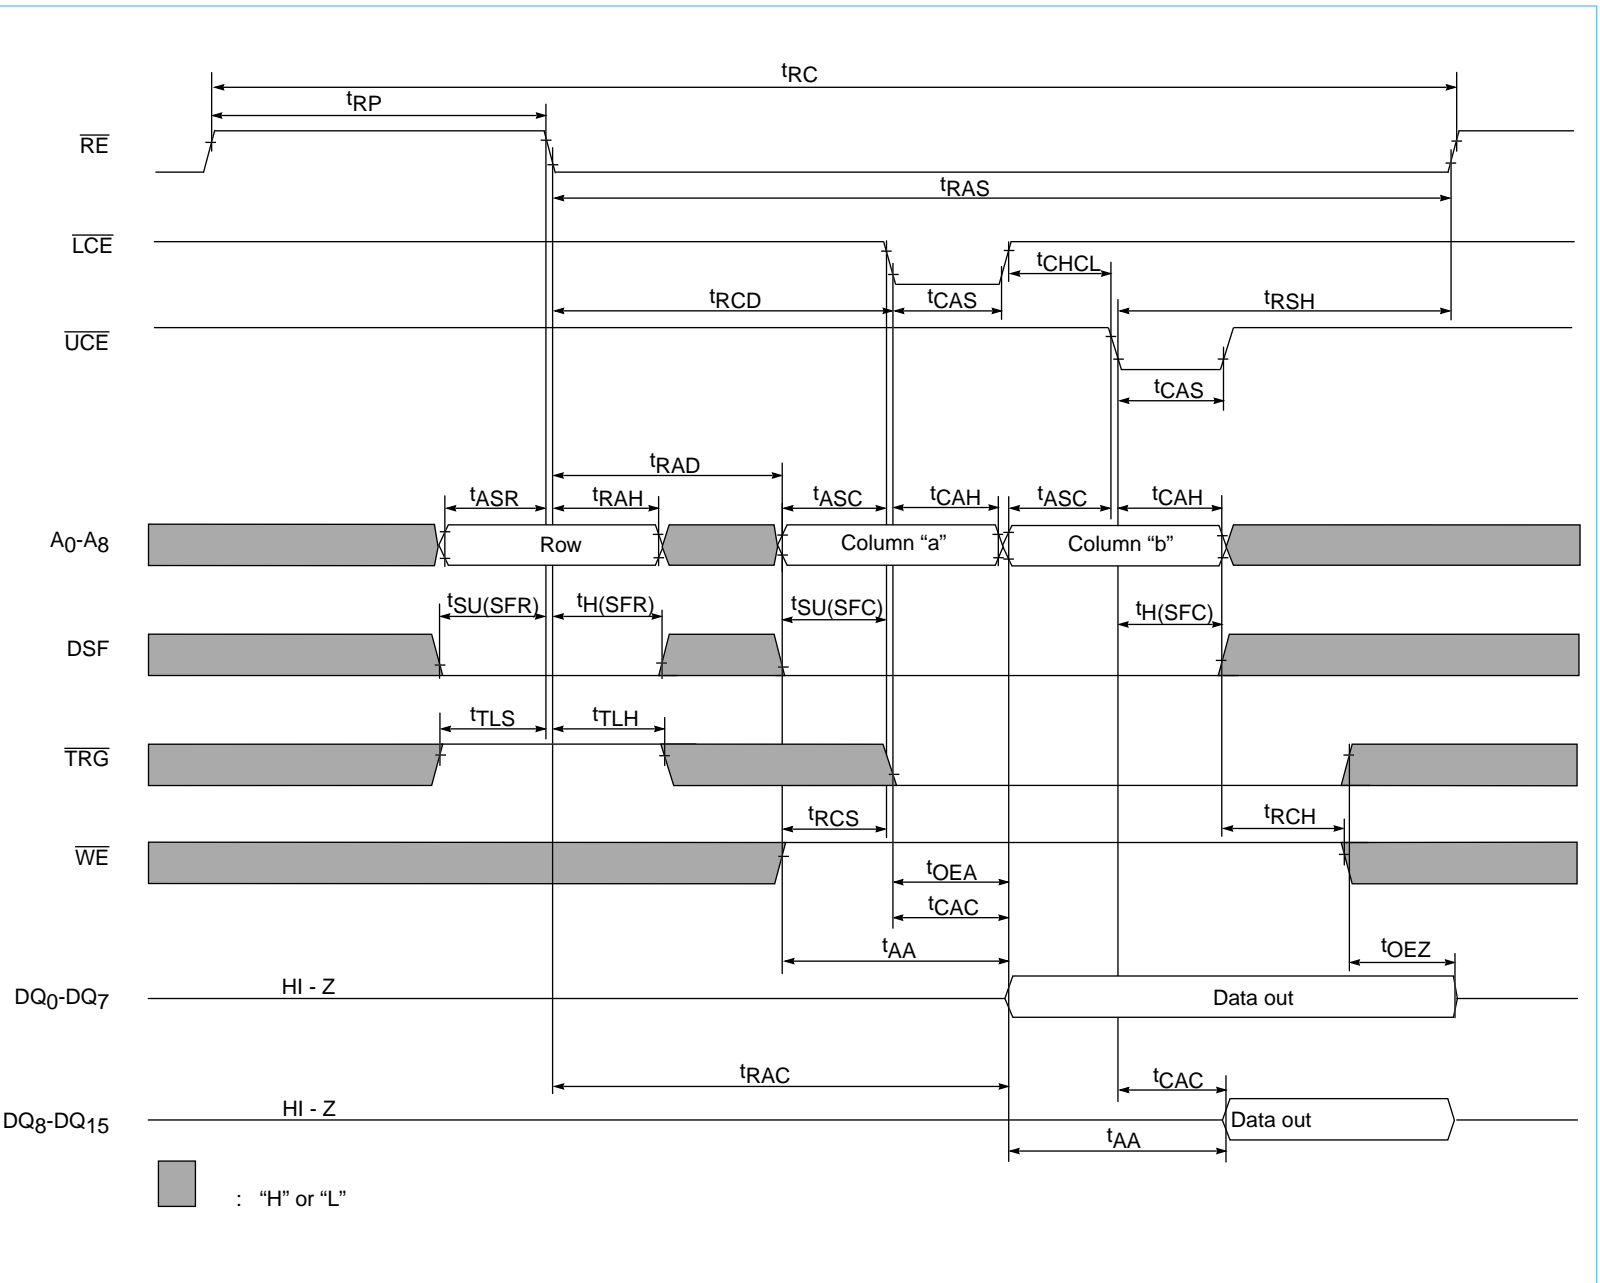 tRC
tRP
RE
tRAS
LCE
tCHCL
tRCD tCAS tRSH
UCE
tCAS
tRAD
tASR tRAH tASC tCAH tASC tCAH
A0-A8 Row Column “a” Column “b”
tSU(SFR) tH(SFR) tSU(SFC) tH(SFC)
DSF
tTLS tTLH
TRG
tRCS tRCH
WE
tOEA
tCAC
tAA tOEZ
DQ0-DQ7 HI - Z Data out
tRAC tCAC
DQ8-DQ15 HI - Z Data out
tAA
: “H” or “L”